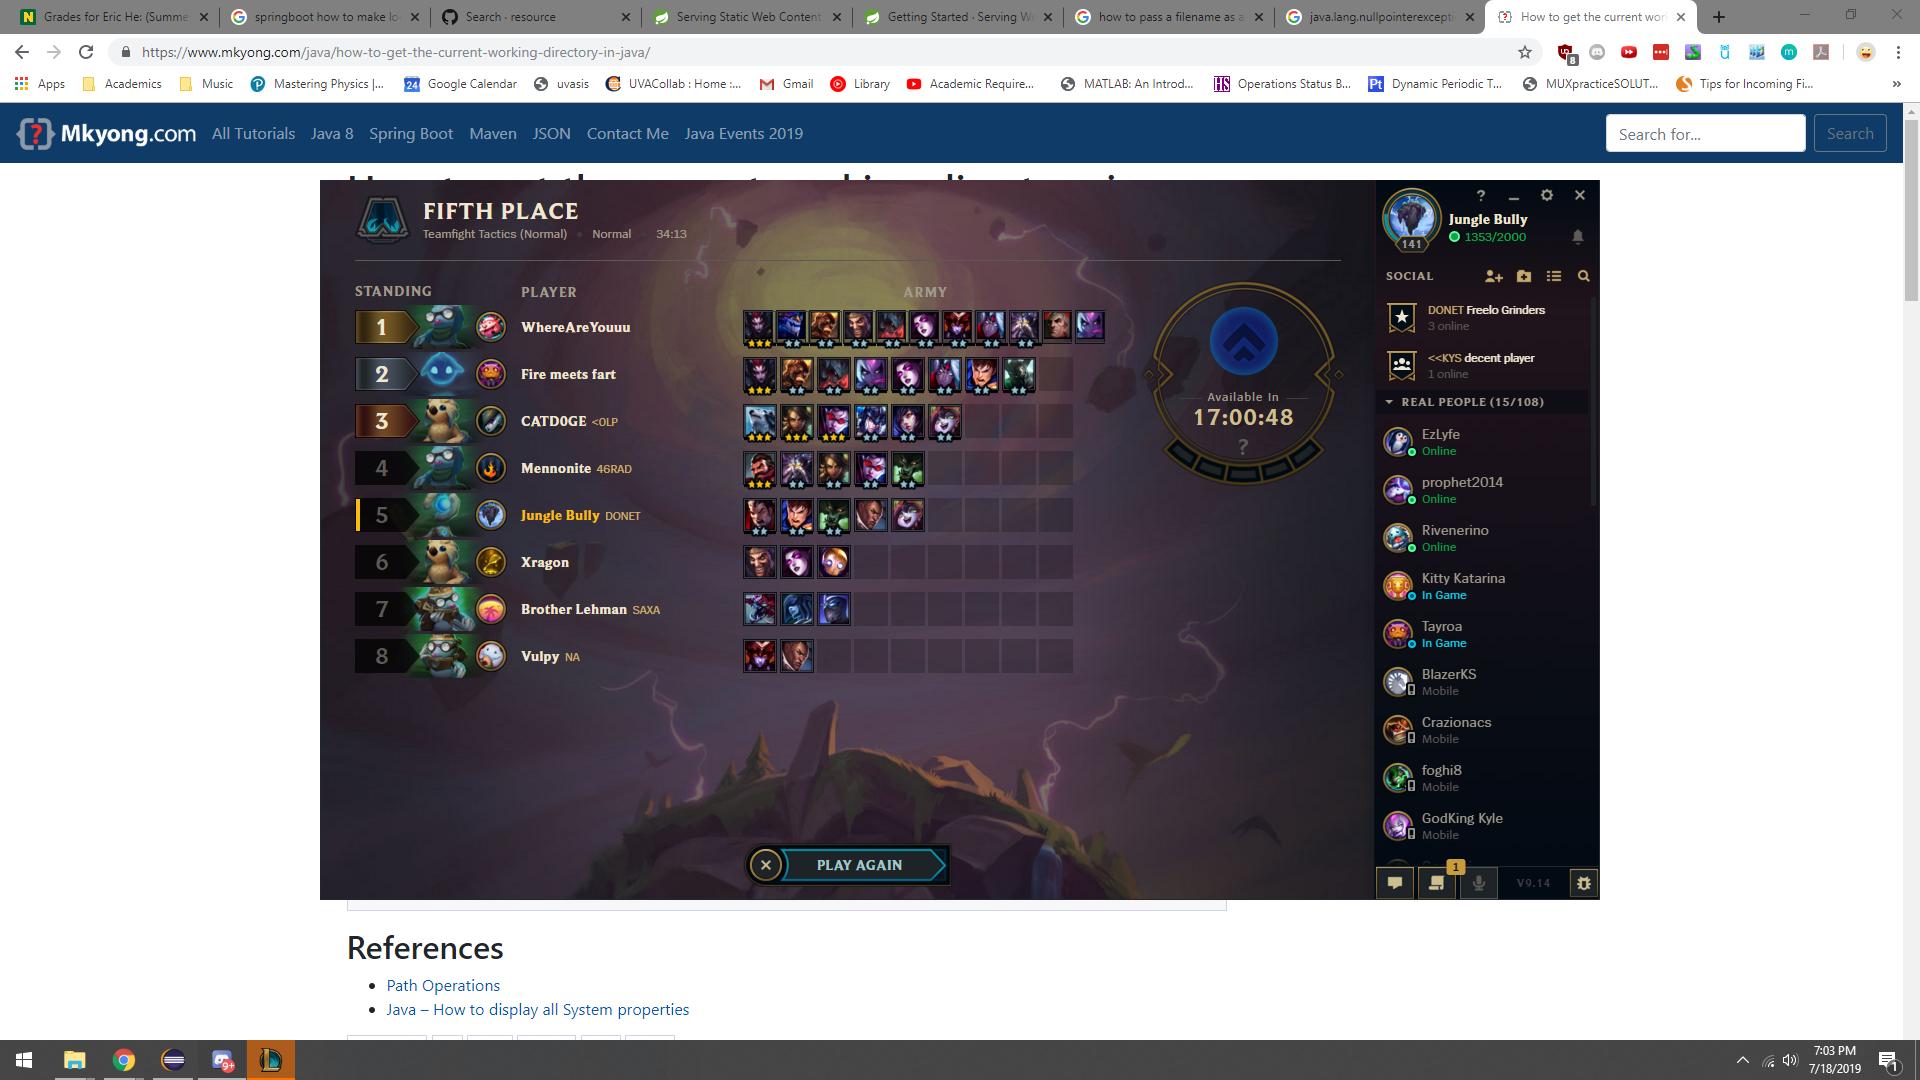 Grades for Eric He: (Summe
springboot how to make lo
Search · resource
Serving Static Web Content
Getting Started · Serving W
how to pass a filename as a
java.lang.nullpointerexcept
How to get the current wor
https://www.mkyong.com/java/how-to-get-the-current-working-directory-in-java/
8
Apps
Academics
Music
Mastering Physics |...
24
Google Calendar
uvasis
UVACollab : Home :...
Gmail
Library
Academic Require...
MATLAB: An Introd...
Operations Status B...
Pt
Dynamic Periodic T...
MUXpracticeSOLUT...
Tips for Incoming Fi...
Mkyong.com
All Tutorials
Java 8
Spring Boot
Maven
JSON
Contact Me
Java Events 2019
Search for...
Search
FIFTH PLACE
Teamfight Tactics (Normal) • Normal • 34:13
STANDING PLAYER ARMY
1 WhereAreYouuu
2 Fire meets fart
3 CATD0GE <OLP
4 Mennonite 46RAD
5 Jungle Bully DONET
6 Xragon
7 Brother Lehman SAXA
8 Vulpy NA
Available In
17:00:48
?
PLAY AGAIN
?
Jungle Bully
1353/2000
141
SOCIAL
DONET Freelo Grinders
3 online
<<KYS decent player
1 online
REAL PEOPLE (15/108)
EzLyfe
Online
prophet2014
Online
Rivenerino
Online
Kitty Katarina
In Game
Tayroa
In Game
BlazerKS
Mobile
Crazionacs
Mobile
foghi8
Mobile
GodKing Kyle
Mobile
1
V9.14
References
Path Operations
Java – How to display all System properties
9+
7:03 PM
7/18/2019
1